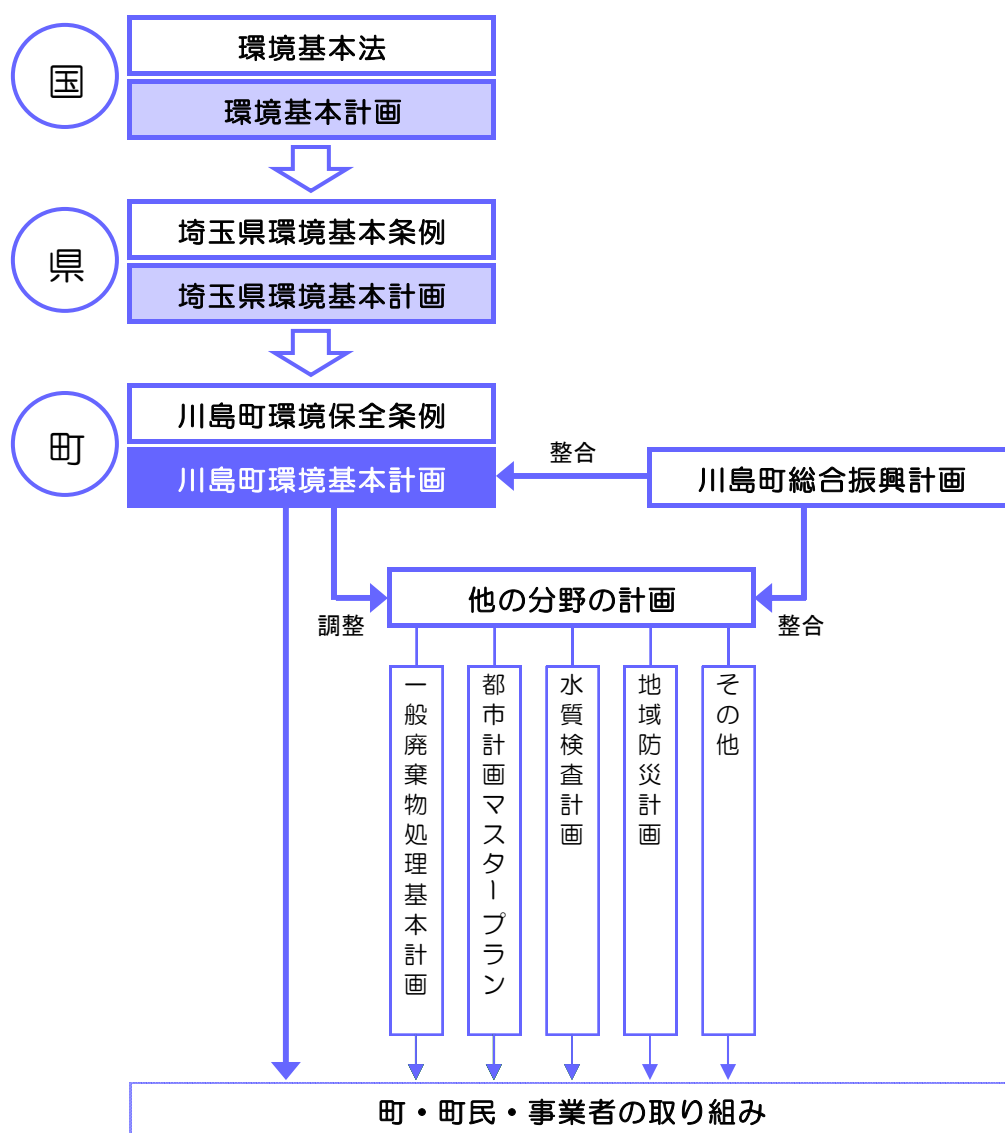 国
環境基本法
環境基本計画
県
埼玉県環境基本条例
埼玉県環境基本計画
町
川島町環境保全条例
川島町環境基本計画
整合
川島町総合振興計画
他の分野の計画
調整
整合
一般廃棄物処理基本計画
都市計画マスタープラン
水質検査計画
地域防災計画
その他
町・町民・事業者の取り組み